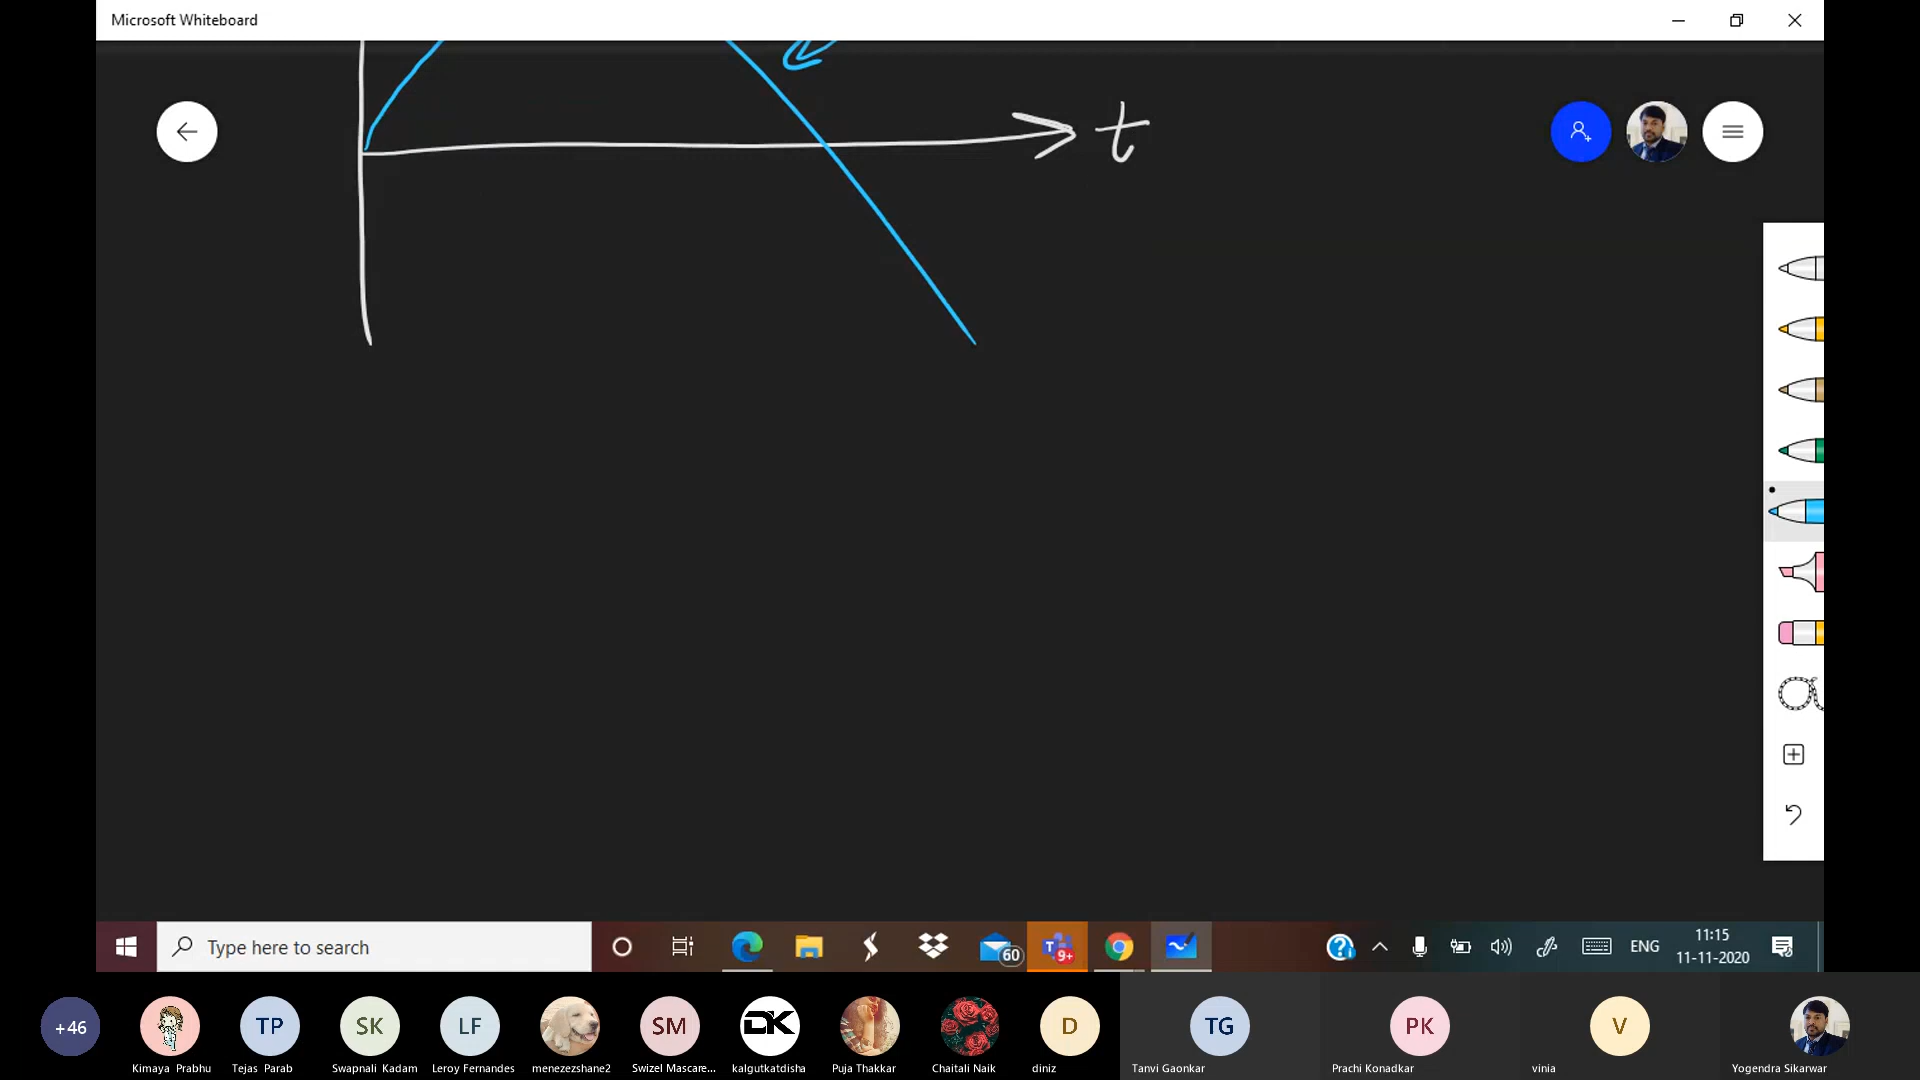 Microsoft Whiteboard
t
Type here to search
60
9+
ENG
11:15
11-11-2020
+46
TP
SK
LF
SM
DK
D
TG
PK
V
Kimaya Prabhu
Tejas Parab
Swapnali Kadam
Leroy Fernandes
menezezshane2
Swizel Mascare...
kalgutkatdisha
Puja Thakkar
Chaitali Naik
diniz
Tanvi Gaonkar
Prachi Konadkar
vinia
Yogendra Sikarwar